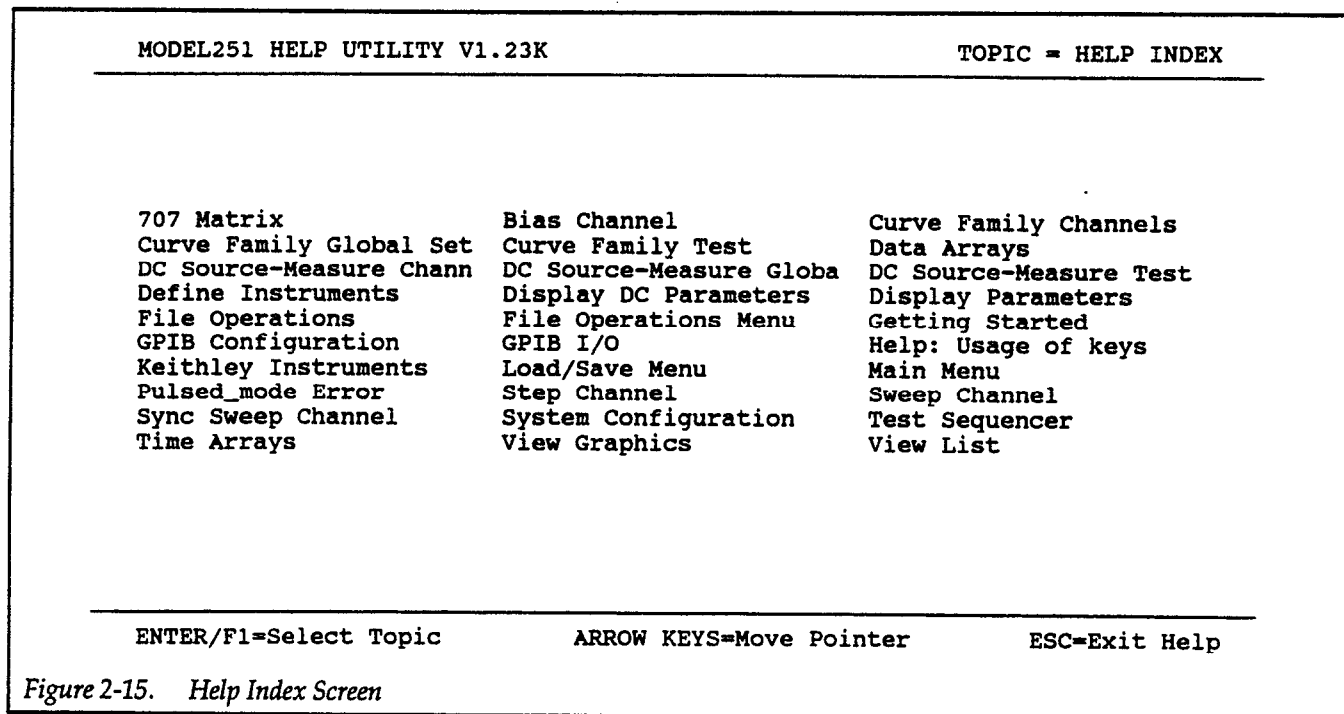 MODEL251 HELP UTILITY V1.23K TOPIC = HELP INDEX
707 Matrix Bias Channel Curve Family Channels
Curve Family Global Set Curve Family Test Data Arrays
DC Source-Measure Chann DC Source-Measure Globa DC Source-Measure Test
Define Instruments Display DC Parameters Display Parameters
File Operations File Operations Menu Getting Started
GPIB Configuration GPIB I/O Help: Usage of keys
Keithley Instruments Load/Save Menu Main Menu
Pulsed_mode Error Step Channel Sweep Channel
Sync Sweep Channel System Configuration Test Sequencer
Time Arrays View Graphics View List
ENTER/F1=Select Topic ARROW KEYS=Move Pointer ESC=Exit Help
Figure 2-15. Help Index Screen